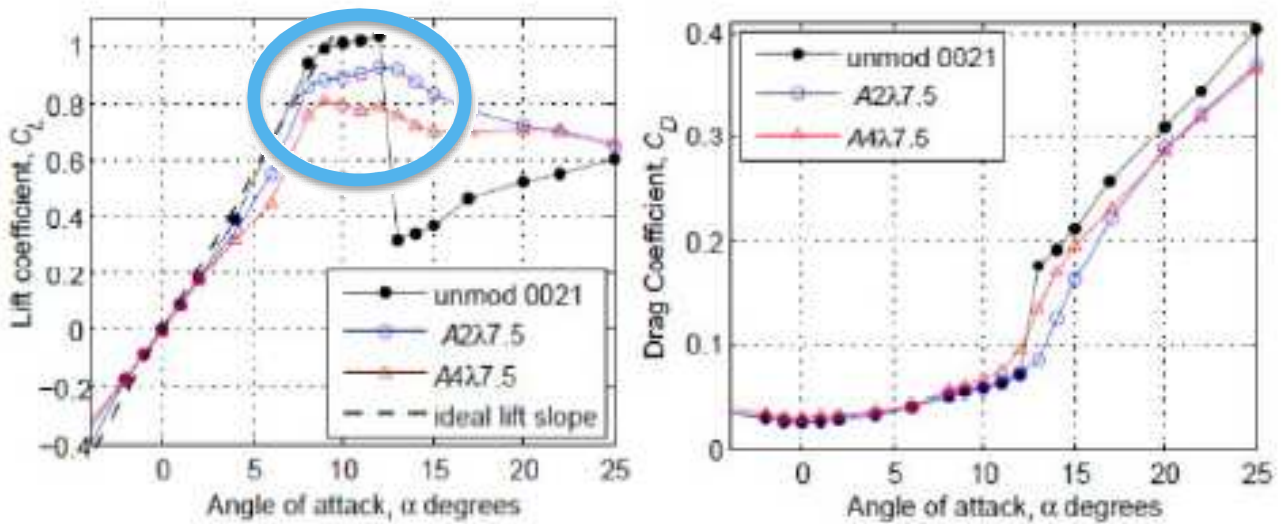 Lift coefficient, C_L
1
0.8
0.6
0.4
0.2
0
−0.2
−0.4
0 5 10 15 20 25
Angle of attack, α degrees
unmod 0021
A2λ7.5
A4λ7.5
ideal lift slope
Drag Coefficient, C_D
0.4
0.3
0.2
0.1
0
0 5 10 15 20 25
Angle of attack, α degrees
unmod 0021
A2λ7.5
A4λ7.5